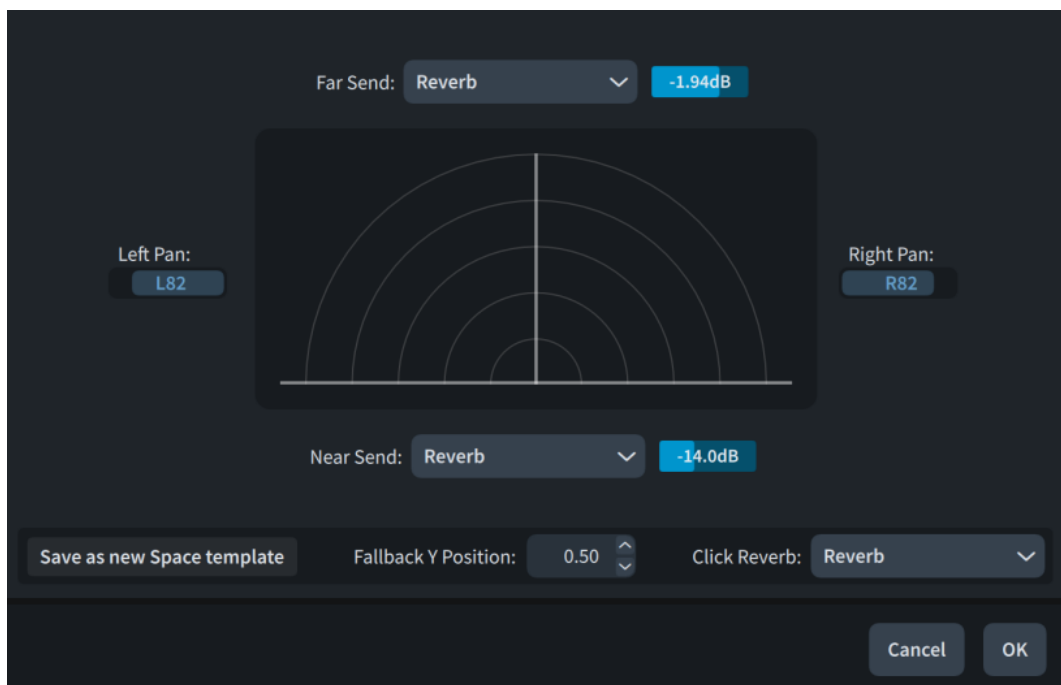 Far Send: Reverb -1.94dB
Left Pan:
L82
Right Pan:
R82
Near Send: Reverb -14.0dB
Save as new Space template Fallback Y Position: 0.50 Click Reverb: Reverb
Cancel OK